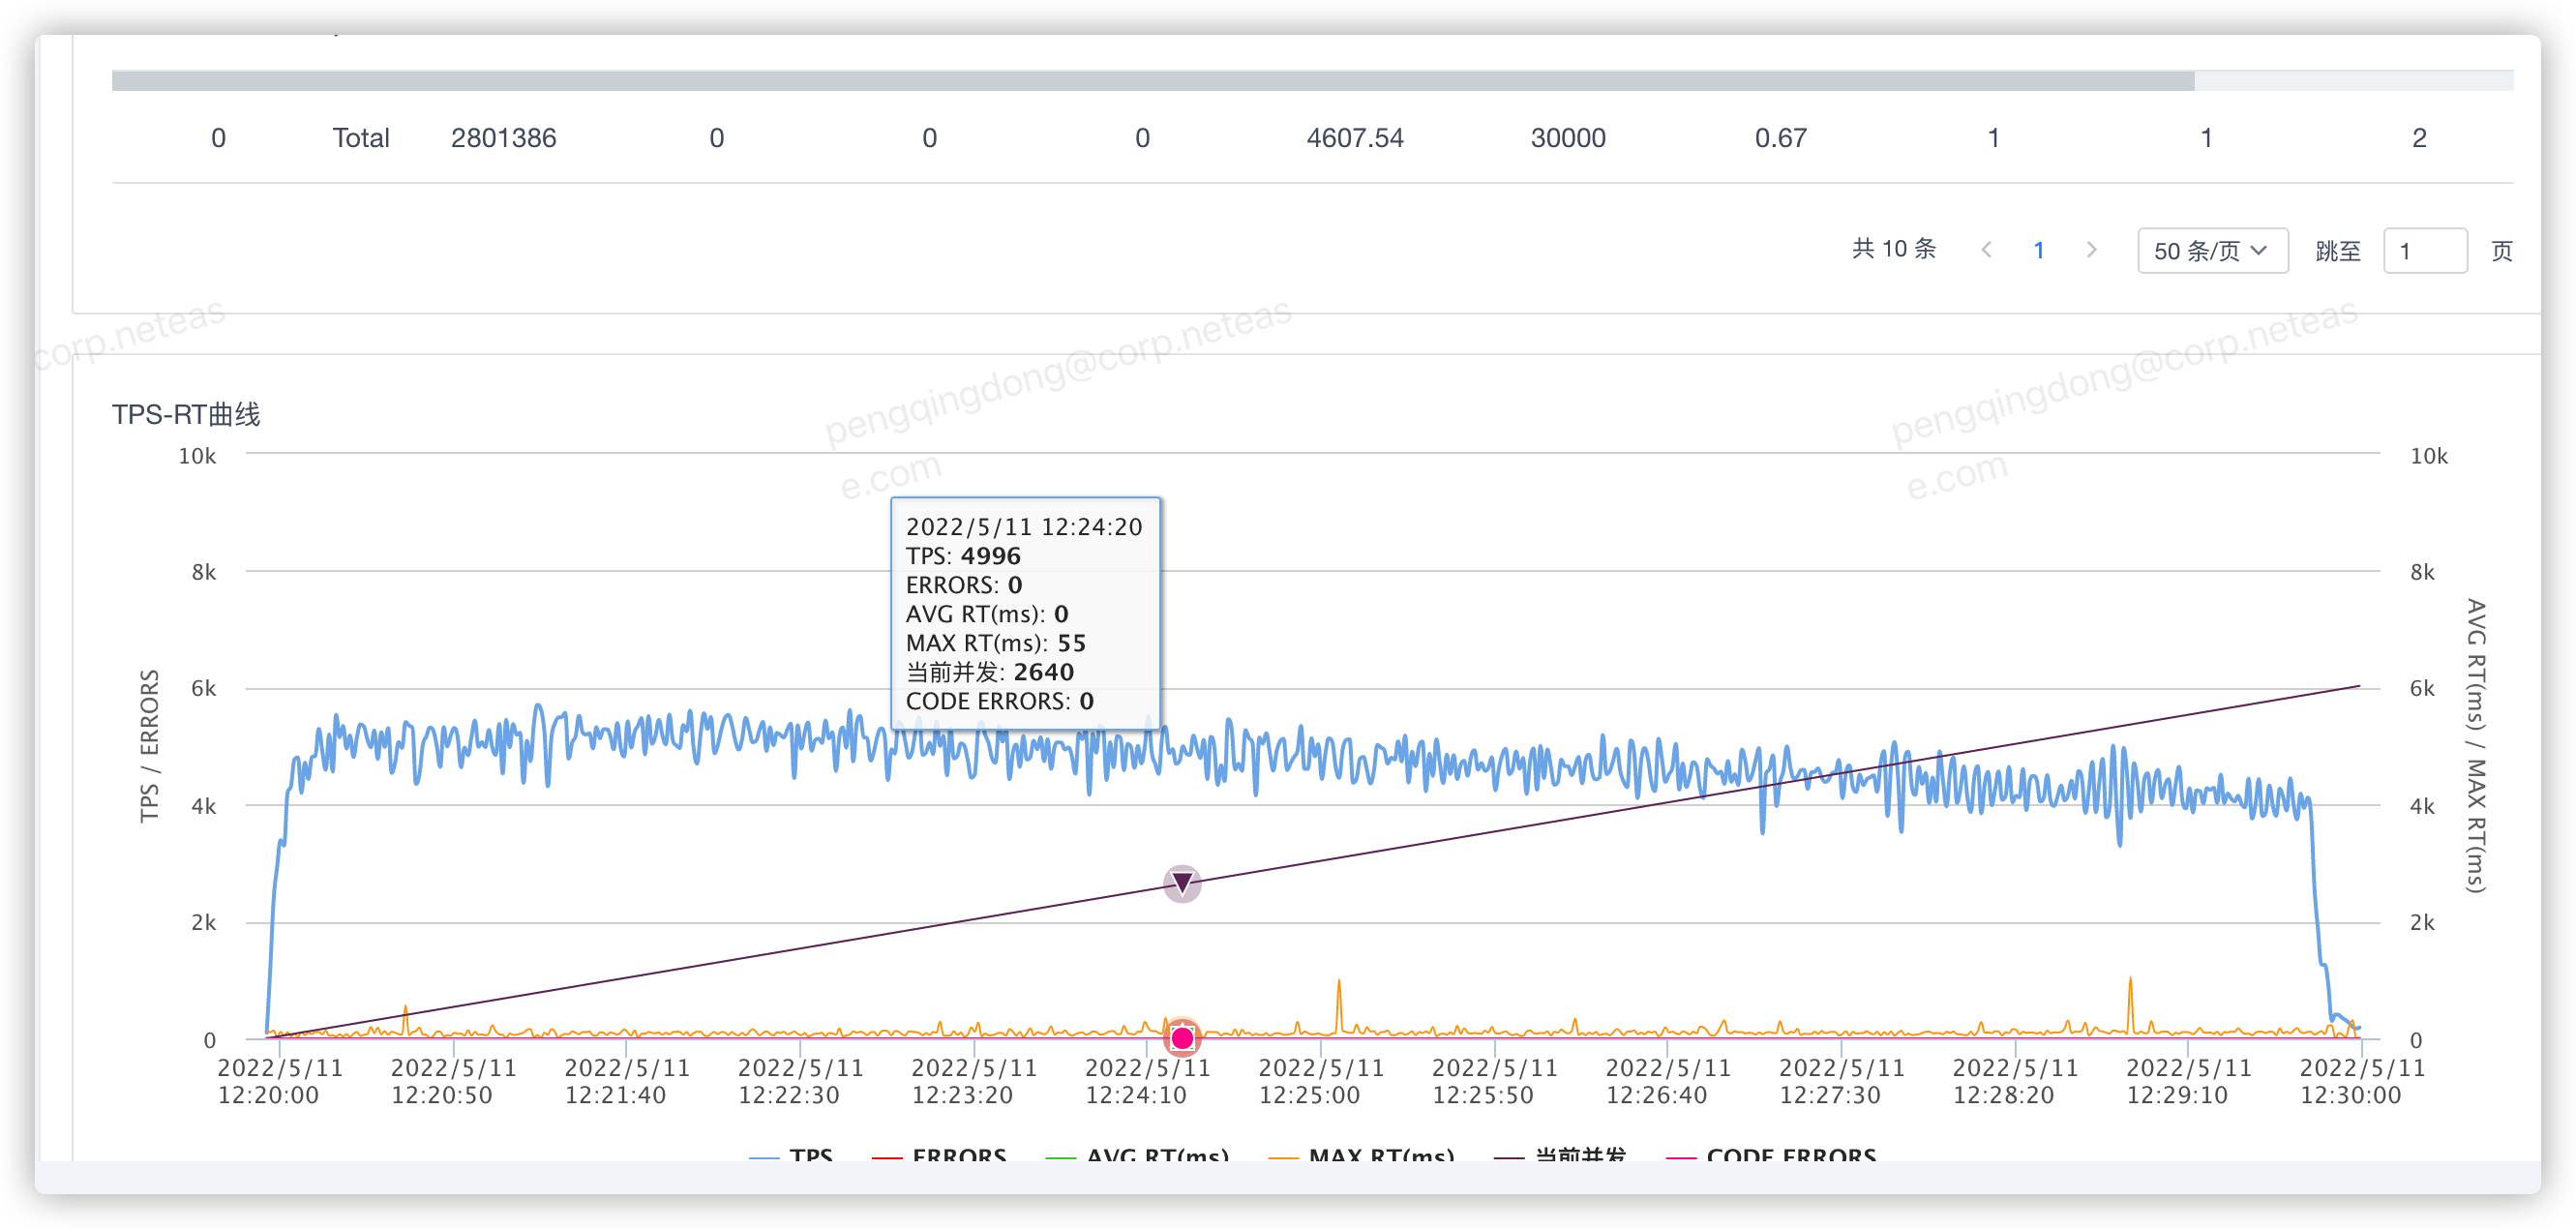 0 Total 2801386 0 0 0 4607.54 30000 0.67 1 1 2
共 10 条 1 50 条/页 跳至 1 页
corp.neteas
pengqingdong@corp.neteas
e.com
pengqingdong@corp.neteas
e.com
TPS-RT曲线
10k
8k
6k
4k
2k
0
TPS / ERRORS
2022/5/11 12:24:20
TPS: 4996
ERRORS: 0
AVG RT(ms): 0
MAX RT(ms): 55
当前并发: 2640
CODE ERRORS: 0
10k
8k
6k
4k
2k
0
AVG RT(ms) / MAX RT(ms)
2022/5/11 12:20:00
2022/5/11 12:20:50
2022/5/11 12:21:40
2022/5/11 12:22:30
2022/5/11 12:23:20
2022/5/11 12:24:10
2022/5/11 12:25:00
2022/5/11 12:25:50
2022/5/11 12:26:40
2022/5/11 12:27:30
2022/5/11 12:28:20
2022/5/11 12:29:10
2022/5/11 12:30:00
TPS ERRORS AVG RT(ms) MAX RT(ms) 当前并发 CODE ERRORS